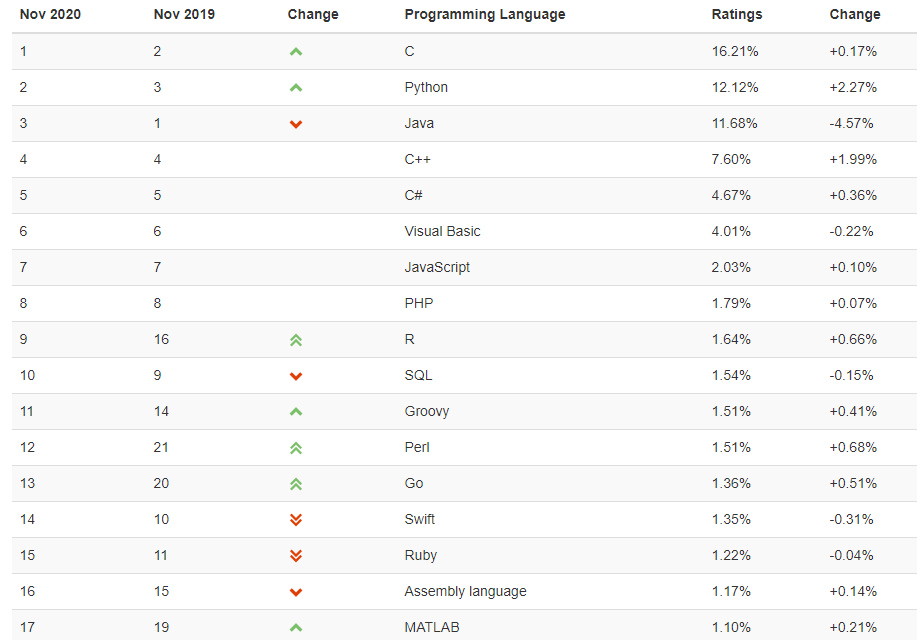 Nov 2020 Nov 2019 Change Programming Language Ratings Change
1 2 C 16.21% +0.17%
2 3 Python 12.12% +2.27%
3 1 Java 11.68% -4.57%
4 4 C++ 7.60% +1.99%
5 5 C# 4.67% +0.36%
6 6 Visual Basic 4.01% -0.22%
7 7 JavaScript 2.03% +0.10%
8 8 PHP 1.79% +0.07%
9 16 R 1.64% +0.66%
10 9 SQL 1.54% -0.15%
11 14 Groovy 1.51% +0.41%
12 21 Perl 1.51% +0.68%
13 20 Go 1.36% +0.51%
14 10 Swift 1.35% -0.31%
15 11 Ruby 1.22% -0.04%
16 15 Assembly language 1.17% +0.14%
17 19 MATLAB 1.10% +0.21%